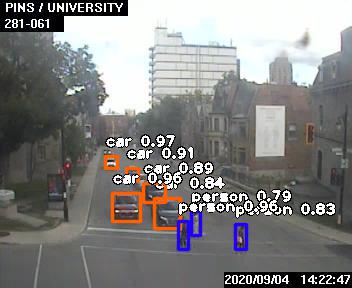 PINS / UNIVERSITY
281-061
car 0.97
car 0.91
car 0.89
car 0.96
car 0.84
person 0.79
person 0.96
person 0.83
2020/09/04 14:22:47